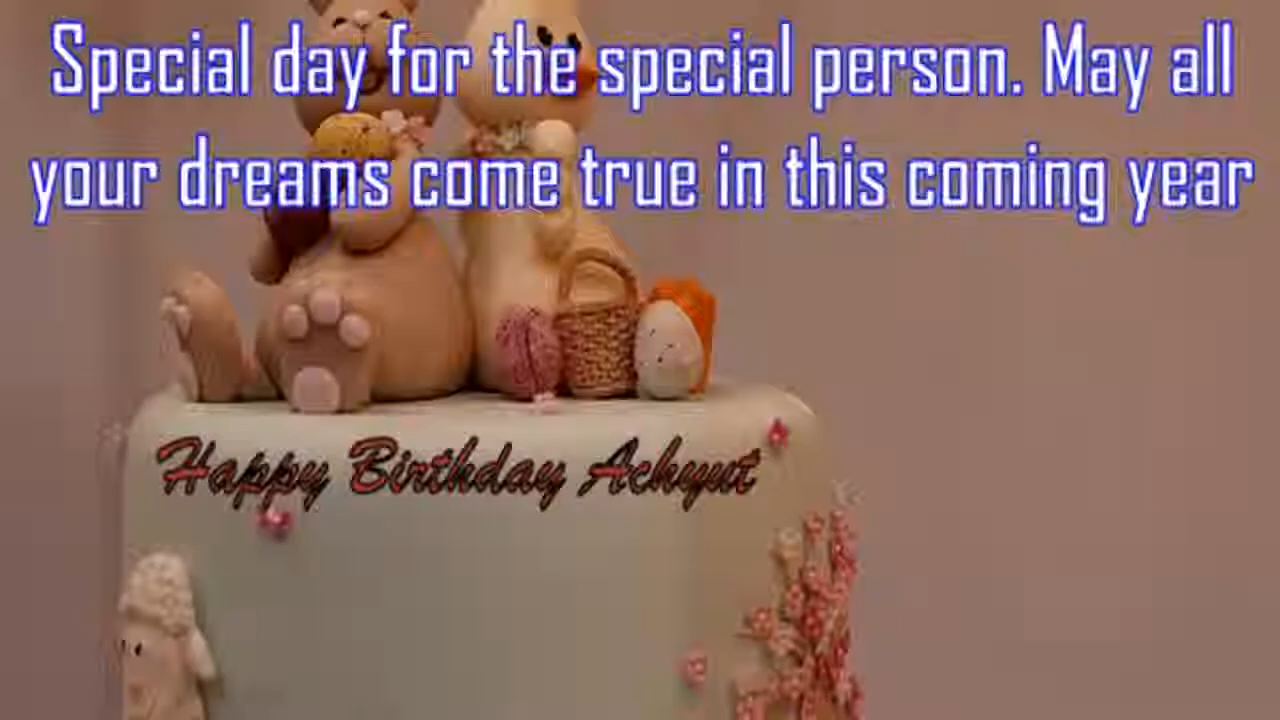 Special day for the special person. May all
your dreams come true in this coming year
Happy Birthday Achyut